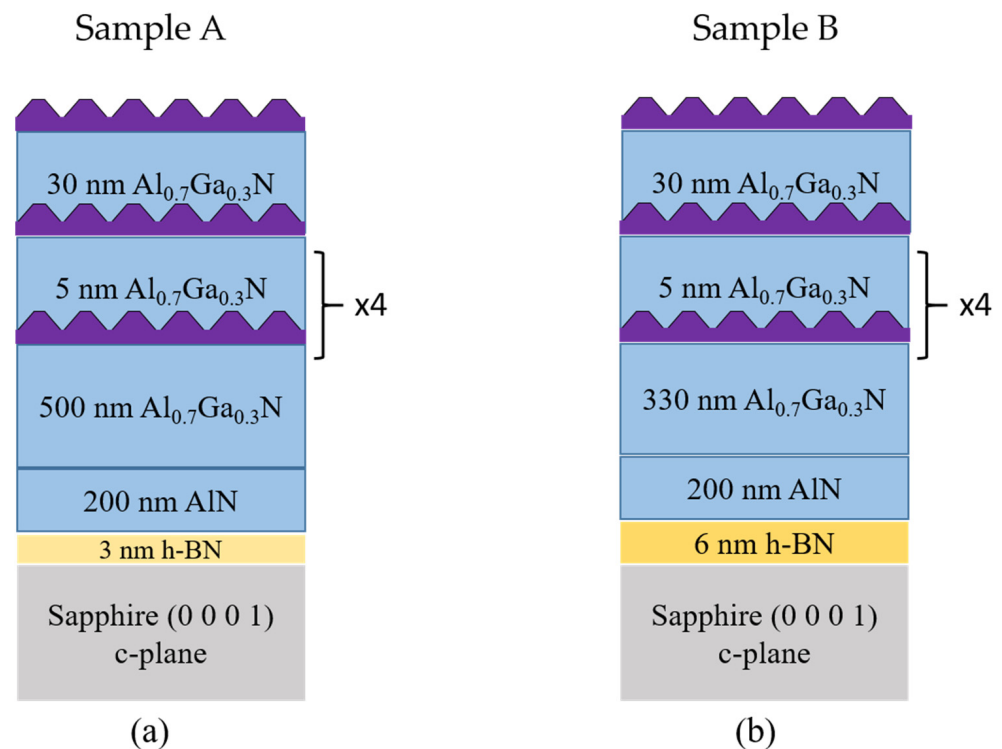 Sample A
30 nm Al₀.₇Ga₀.₃N
5 nm Al₀.₇Ga₀.₃N
x4
500 nm Al₀.₇Ga₀.₃N
200 nm AlN
3 nm h-BN
Sapphire (0 0 0 1)
c-plane
(a)
Sample B
30 nm Al₀.₇Ga₀.₃N
5 nm Al₀.₇Ga₀.₃N
x4
330 nm Al₀.₇Ga₀.₃N
200 nm AlN
6 nm h-BN
Sapphire (0 0 0 1)
c-plane
(b)